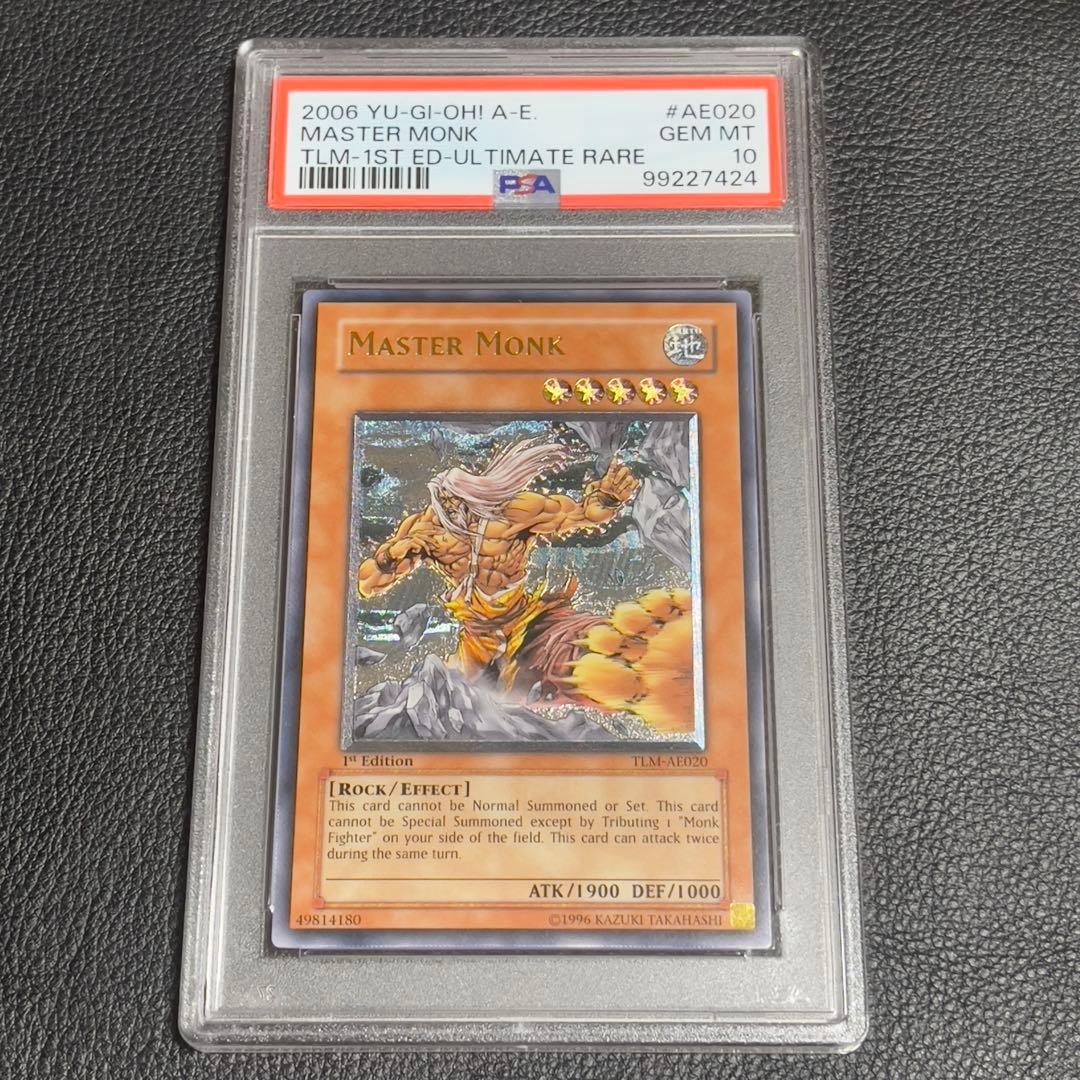 2006 YU-GI-OH! A-E. #AE020
MASTER MONK GEM MT
TLM-1ST ED-ULTIMATE RARE 10
PSA 99227424
MASTER MONK
地
1st Edition TLM-AE020
[ROCK/EFFECT]
This card cannot be Normal Summoned or Set. This card
cannot be Special Summoned except by Tributing 1 "Monk
Fighter" on your side of the field. This card can attack twice
during the same turn.
ATK/1900 DEF/1000
49814180 ©1996 KAZUKI TAKAHASHI